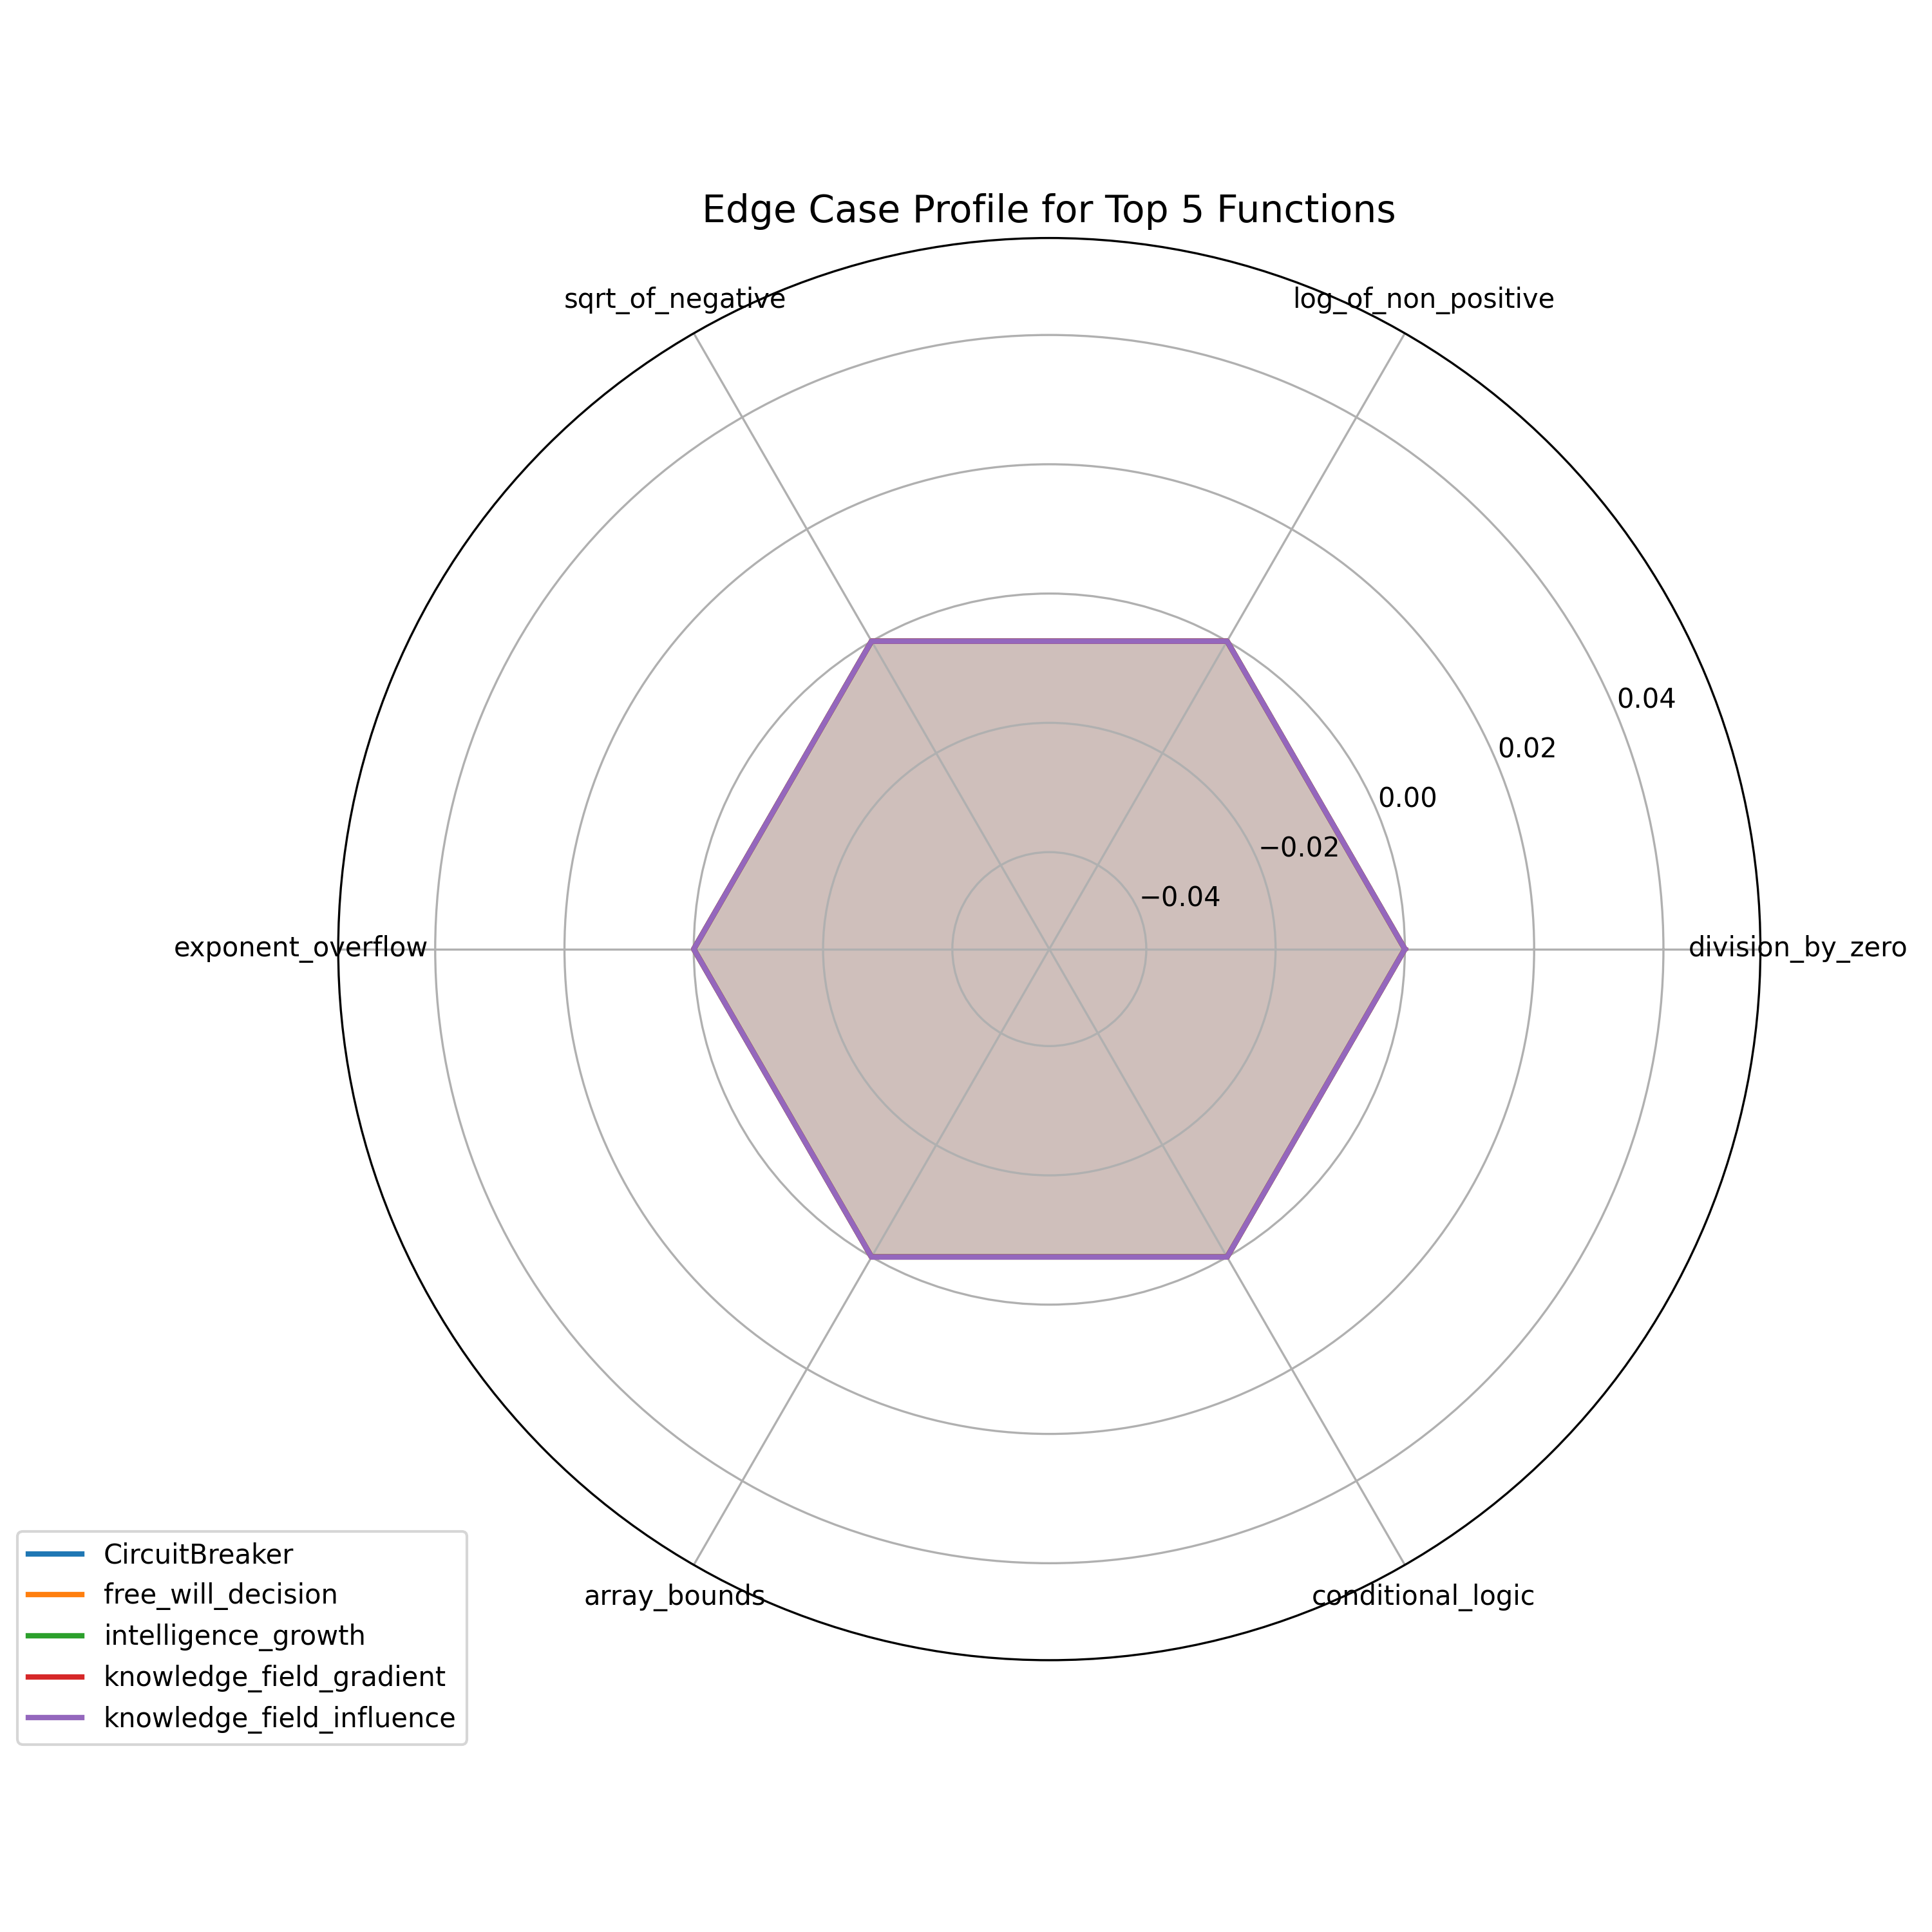 Edge Case Profile for Top 5 Functions
sqrt_of_negative
log_of_non_positive
0.04
0.02
0.00
−0.02
−0.04
exponent_overflow
division_by_zero
array_bounds
conditional_logic
CircuitBreaker
free_will_decision
intelligence_growth
knowledge_field_gradient
knowledge_field_influence